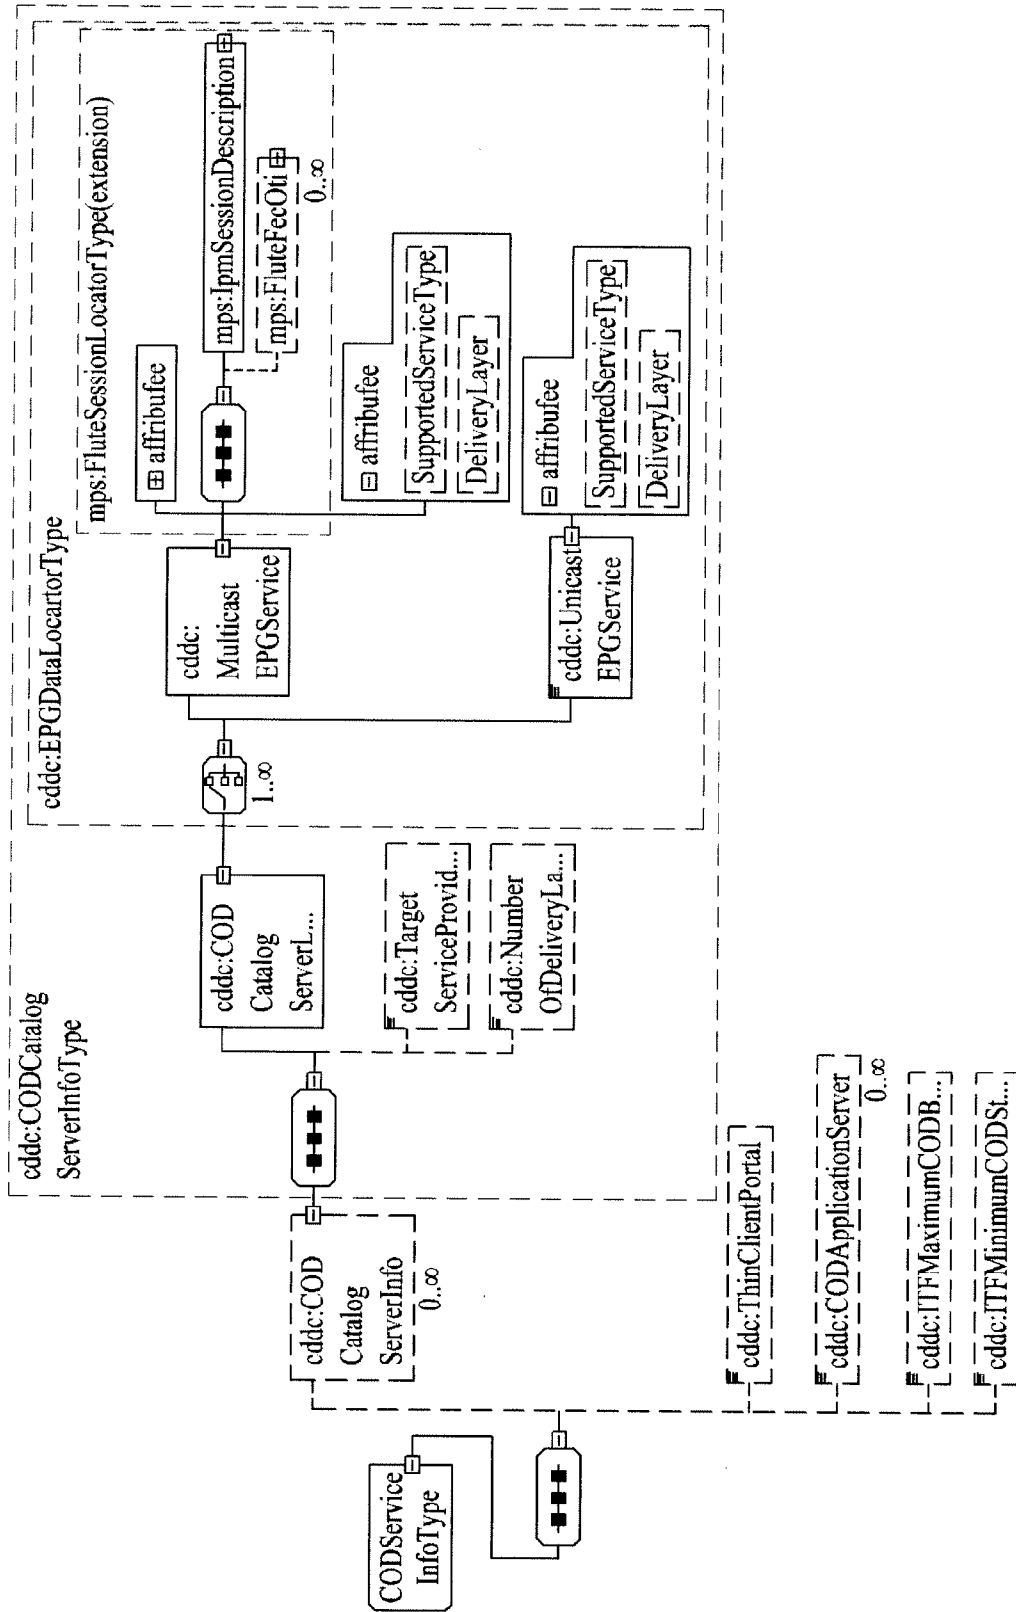 CODService
InfoType
cddc:COD
Catalog
ServerInfo
0..∞
cddc:ThinClientPortal
cddc:CODApplicationServer
0..∞
cddc:ITFMaximumCODB...
cddc:ITFMinimumCODSt...
cddc:CODCatalog
ServerInfoType
cddc:COD
Catalog
ServerL...
cddc:Target
ServiceProvid...
cddc:Number
OfDeliveryLa...
cddc:EPGDataLocartorType
1..∞
cddc:
Multicast
EPGService
cddc:Unicast
EPGService
mps:FluteSessionLocatorType(extension)
affribufee
mps:IpmSessionDescription
mps:FluteFecOti
0..∞
affribufee
SupportedServiceType
DeliveryLayer
affribufee
SupportedServiceType
DeliveryLayer